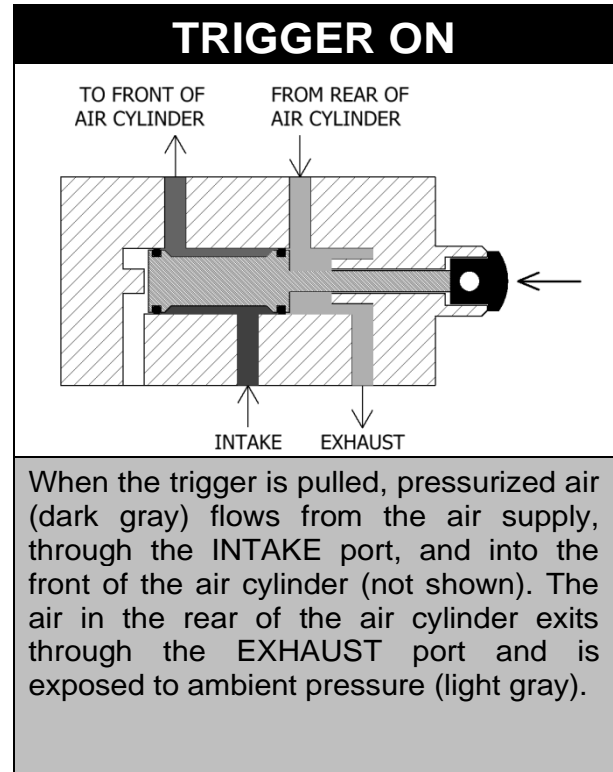 TRIGGER ON
TO FRONT OF
AIR CYLINDER
FROM REAR OF
AIR CYLINDER
INTAKE
EXHAUST
When the trigger is pulled, pressurized air
(dark gray) flows from the air supply,
through the INTAKE port, and into the
front of the air cylinder (not shown). The
air in the rear of the air cylinder exits
through the EXHAUST port and is
exposed to ambient pressure (light gray).